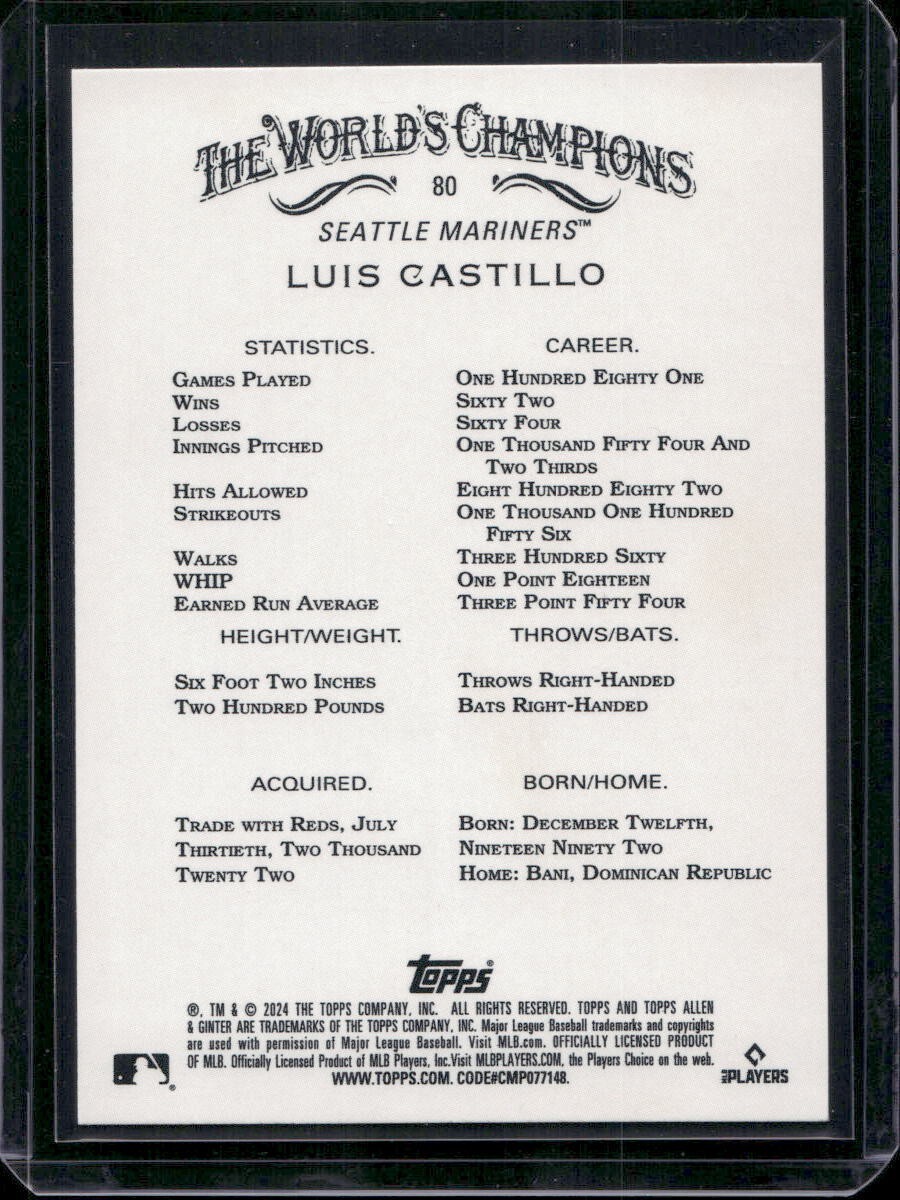 THE WORLD'S CHAMPIONS
80
SEATTLE MARINERS™
LUIS CASTILLO
STATISTICS. CAREER.
GAMES PLAYED ONE HUNDRED EIGHTY ONE
WINS SIXTY TWO
LOSSES SIXTY FOUR
INNINGS PITCHED ONE THOUSAND FIFTY FOUR AND
TWO THIRDS
HITS ALLOWED EIGHT HUNDRED EIGHTY TWO
STRIKEOUTS ONE THOUSAND ONE HUNDRED
FIFTY SIX
WALKS THREE HUNDRED SIXTY
WHIP ONE POINT EIGHTEEN
EARNED RUN AVERAGE THREE POINT FIFTY FOUR
HEIGHT/WEIGHT. THROWS/BATS.
SIX FOOT TWO INCHES THROWS RIGHT-HANDED
TWO HUNDRED POUNDS BATS RIGHT-HANDED
ACQUIRED. BORN/HOME.
TRADE WITH REDS, JULY BORN: DECEMBER TWELFTH,
THIRTIETH, TWO THOUSAND NINETEEN NINETY TWO
TWENTY TWO HOME: BANI, DOMINICAN REPUBLIC
Topps®
®, TM & © 2024 THE TOPPS COMPANY, INC. ALL RIGHTS RESERVED. TOPPS AND TOPPS ALLEN
& GINTER ARE TRADEMARKS OF THE TOPPS COMPANY, INC. Major League Baseball trademarks and copyrights
are used with permission of Major League Baseball. Visit MLB.com. OFFICIALLY LICENSED PRODUCT
OF MLB. Officially Licensed Product of MLB Players, Inc.Visit MLBPLAYERS.COM, the Players Choice on the web.
WWW.TOPPS.COM. CODE#CMP077148.
®
MLB PLAYERS